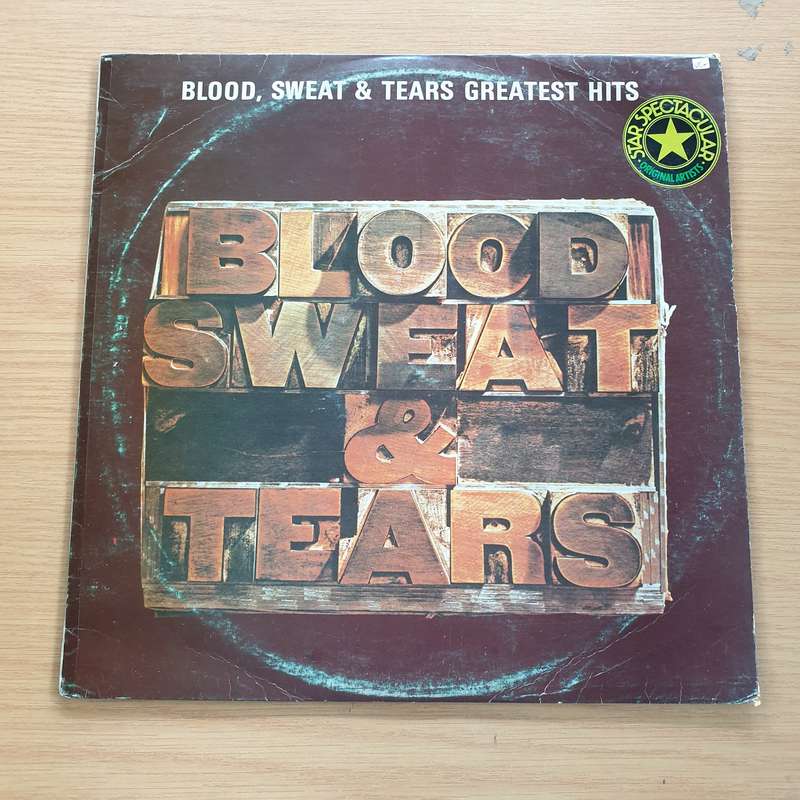 BLOOD, SWEAT & TEARS GREATEST HITS
STAR SPECTACULAR
• ORIGINAL ARTISTS •
BLOOD
SWEAT
&
TEARS